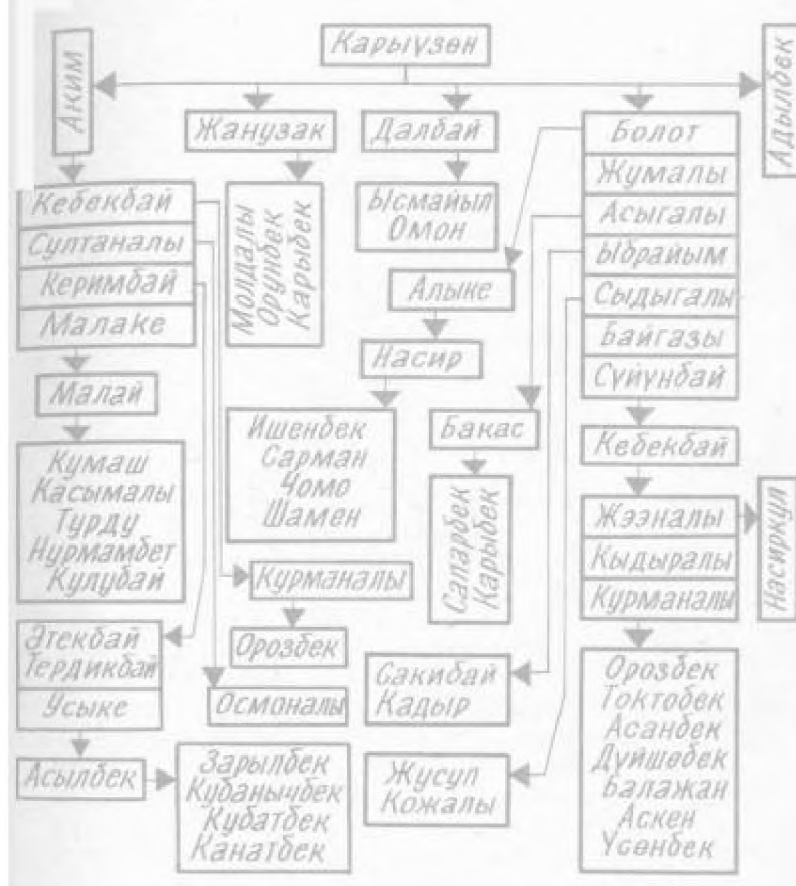 Карыүзөн
Аким
Адылбек
Жанузак
Далбай
Болот
Жумалы
Асыгалы
Ыбрайым
Сыдыгалы
Байгазы
Сүйүнбай
Кебекбай
Султаналы
Керимбай
Малаке
Молдалы
Орунбек
Карыбек
Ысмайыл
Омон
Алыке
Насир
Малай
Ишенбек
Сарман
Чомо
Шамен
Бакас
Кебекбай
Кумаш
Касымалы
Турду
Нурмамбет
Кулубай
Сапарбек
Карыбек
Жээналы
Кыдыралы
Курманалы
Насиркул
Курманалы
Этекбай
Тердикбай
Усыке
Орозбек
Осмоналы
Сакибай
Кадыр
Орозбек
Токтобек
Асанбек
Дүйшөбек
Балажан
Аскен
Үсөнбек
Асылбек
Зарылбек
Кубанычбек
Кубатбек
Канатбек
Жусуп
Кожалы